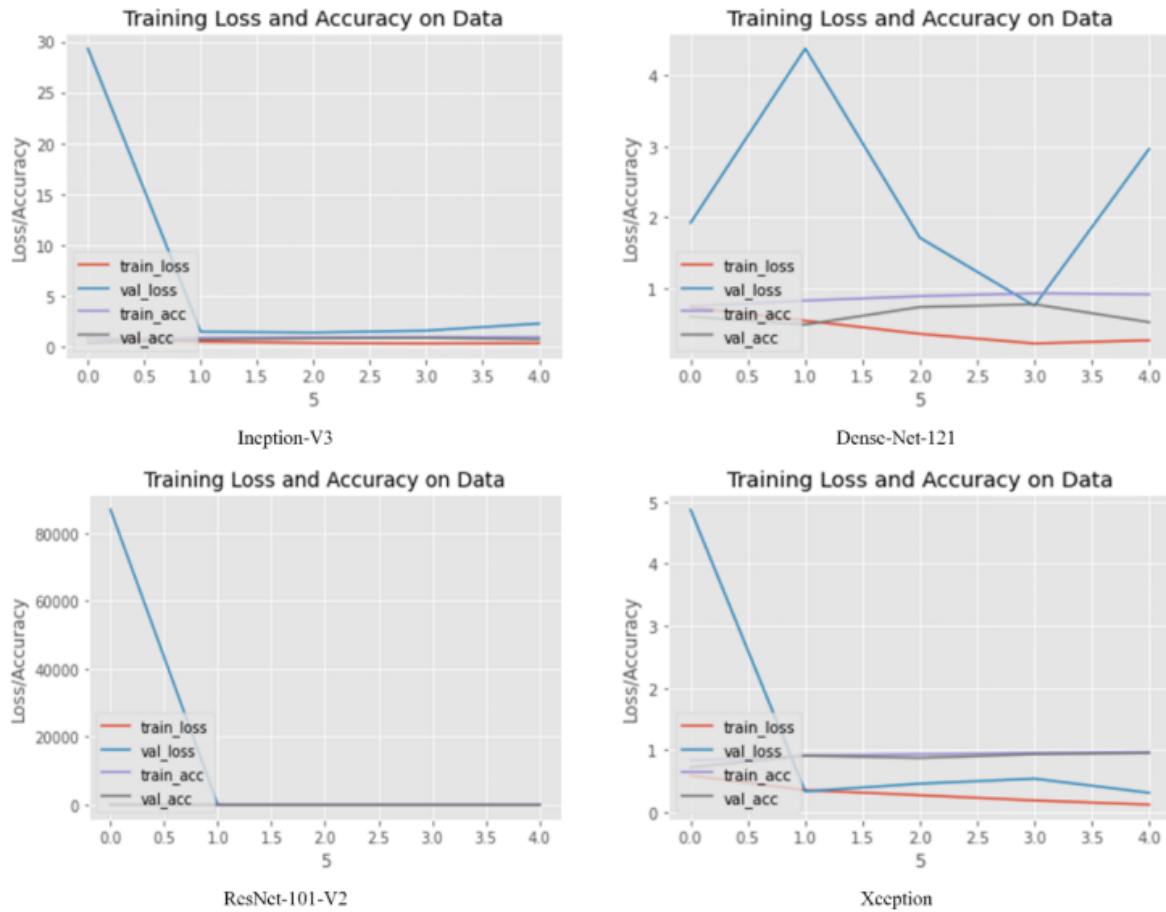 Training Loss and Accuracy on Data
Loss/Accuracy
30
25
20
15
10
5
0
train_loss
val_loss
train_acc
val_acc
0.0 0.5 1.0 1.5 2.0 2.5 3.0 3.5 4.0
5
Inception-V3
Training Loss and Accuracy on Data
Loss/Accuracy
4
3
2
1
train_loss
val_loss
train_acc
val_acc
0.0 0.5 1.0 1.5 2.0 2.5 3.0 3.5 4.0
5
Dense-Net-121
Training Loss and Accuracy on Data
Loss/Accuracy
80000
60000
40000
20000
0
train_loss
val_loss
train_acc
val_acc
0.0 0.5 1.0 1.5 2.0 2.5 3.0 3.5 4.0
5
ResNet-101-V2
Training Loss and Accuracy on Data
Loss/Accuracy
5
4
3
2
1
0
train_loss
val_loss
train_acc
val_acc
0.0 0.5 1.0 1.5 2.0 2.5 3.0 3.5 4.0
5
Xception